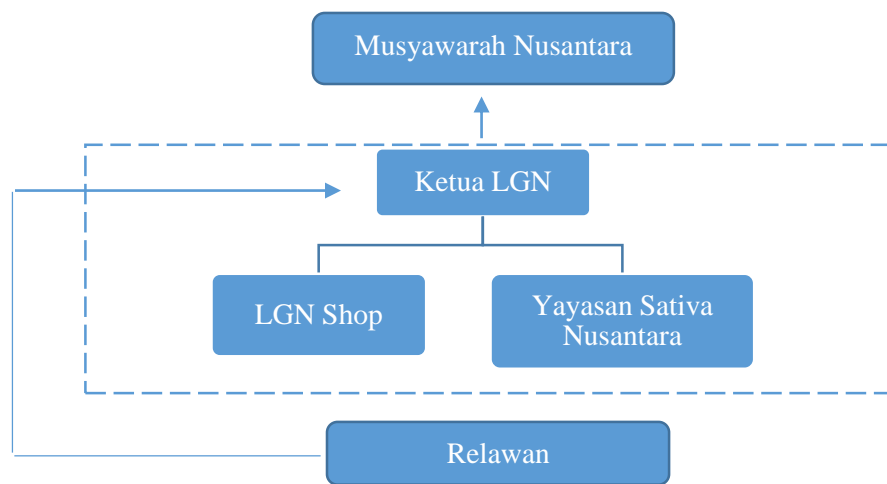 Musyawarah Nusantara
Ketua LGN
LGN Shop
Yayasan Sativa
Nusantara
Relawan